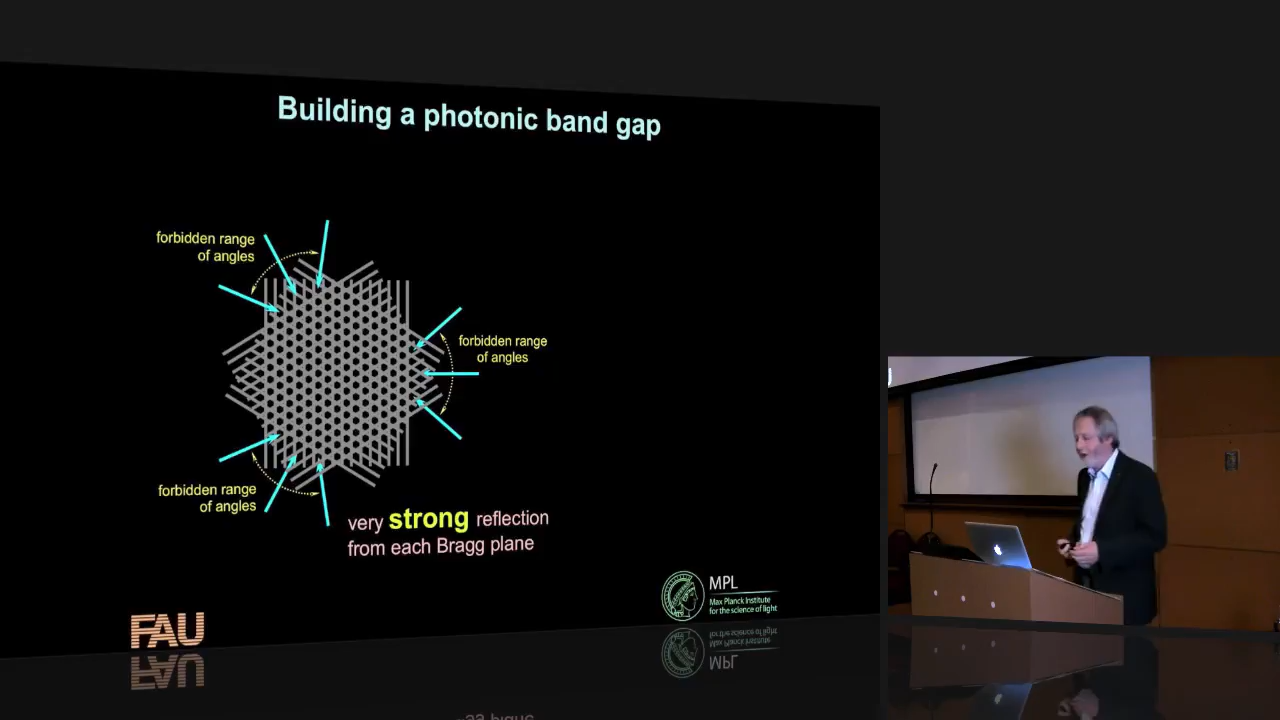 Building a photonic band gap
forbidden range
of angles
forbidden range
of angles
forbidden range
of angles
very strong reflection
from each Bragg plane
MPL
Max Planck Institute
for the science of light
FAU